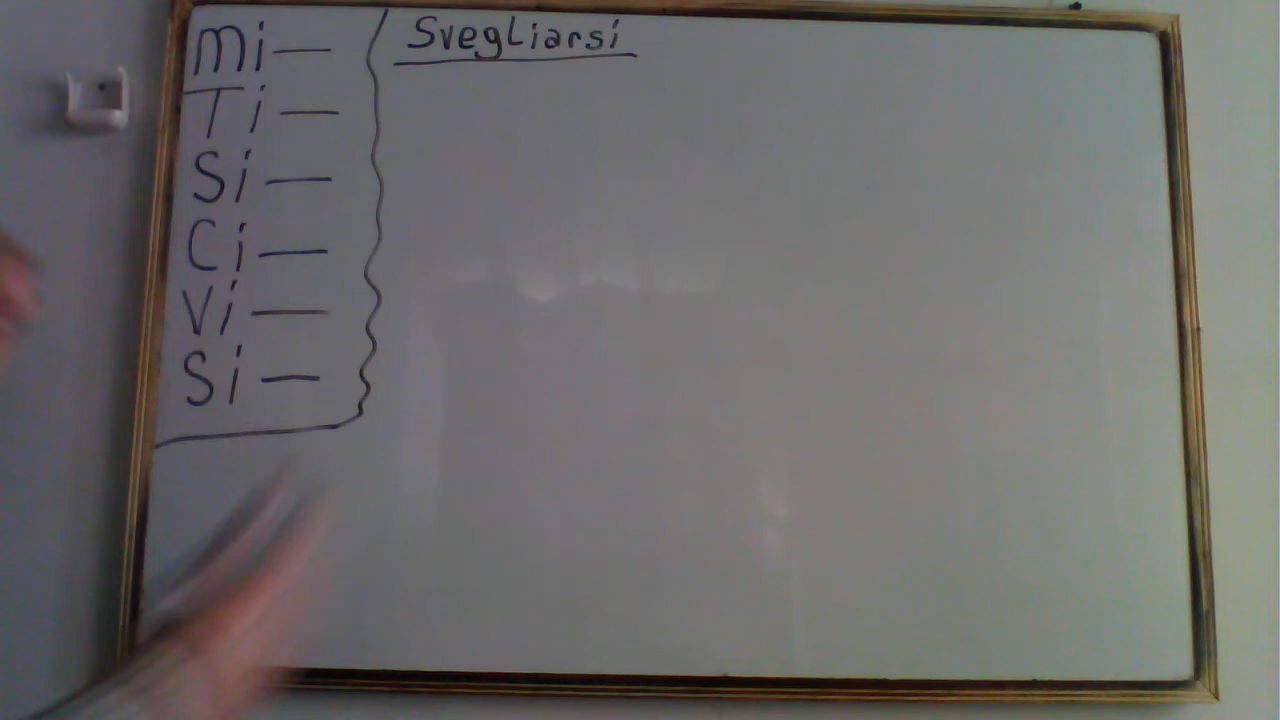 Mi —
Ti —
Si —
Ci —
Vi —
Si —
Svegliarsi